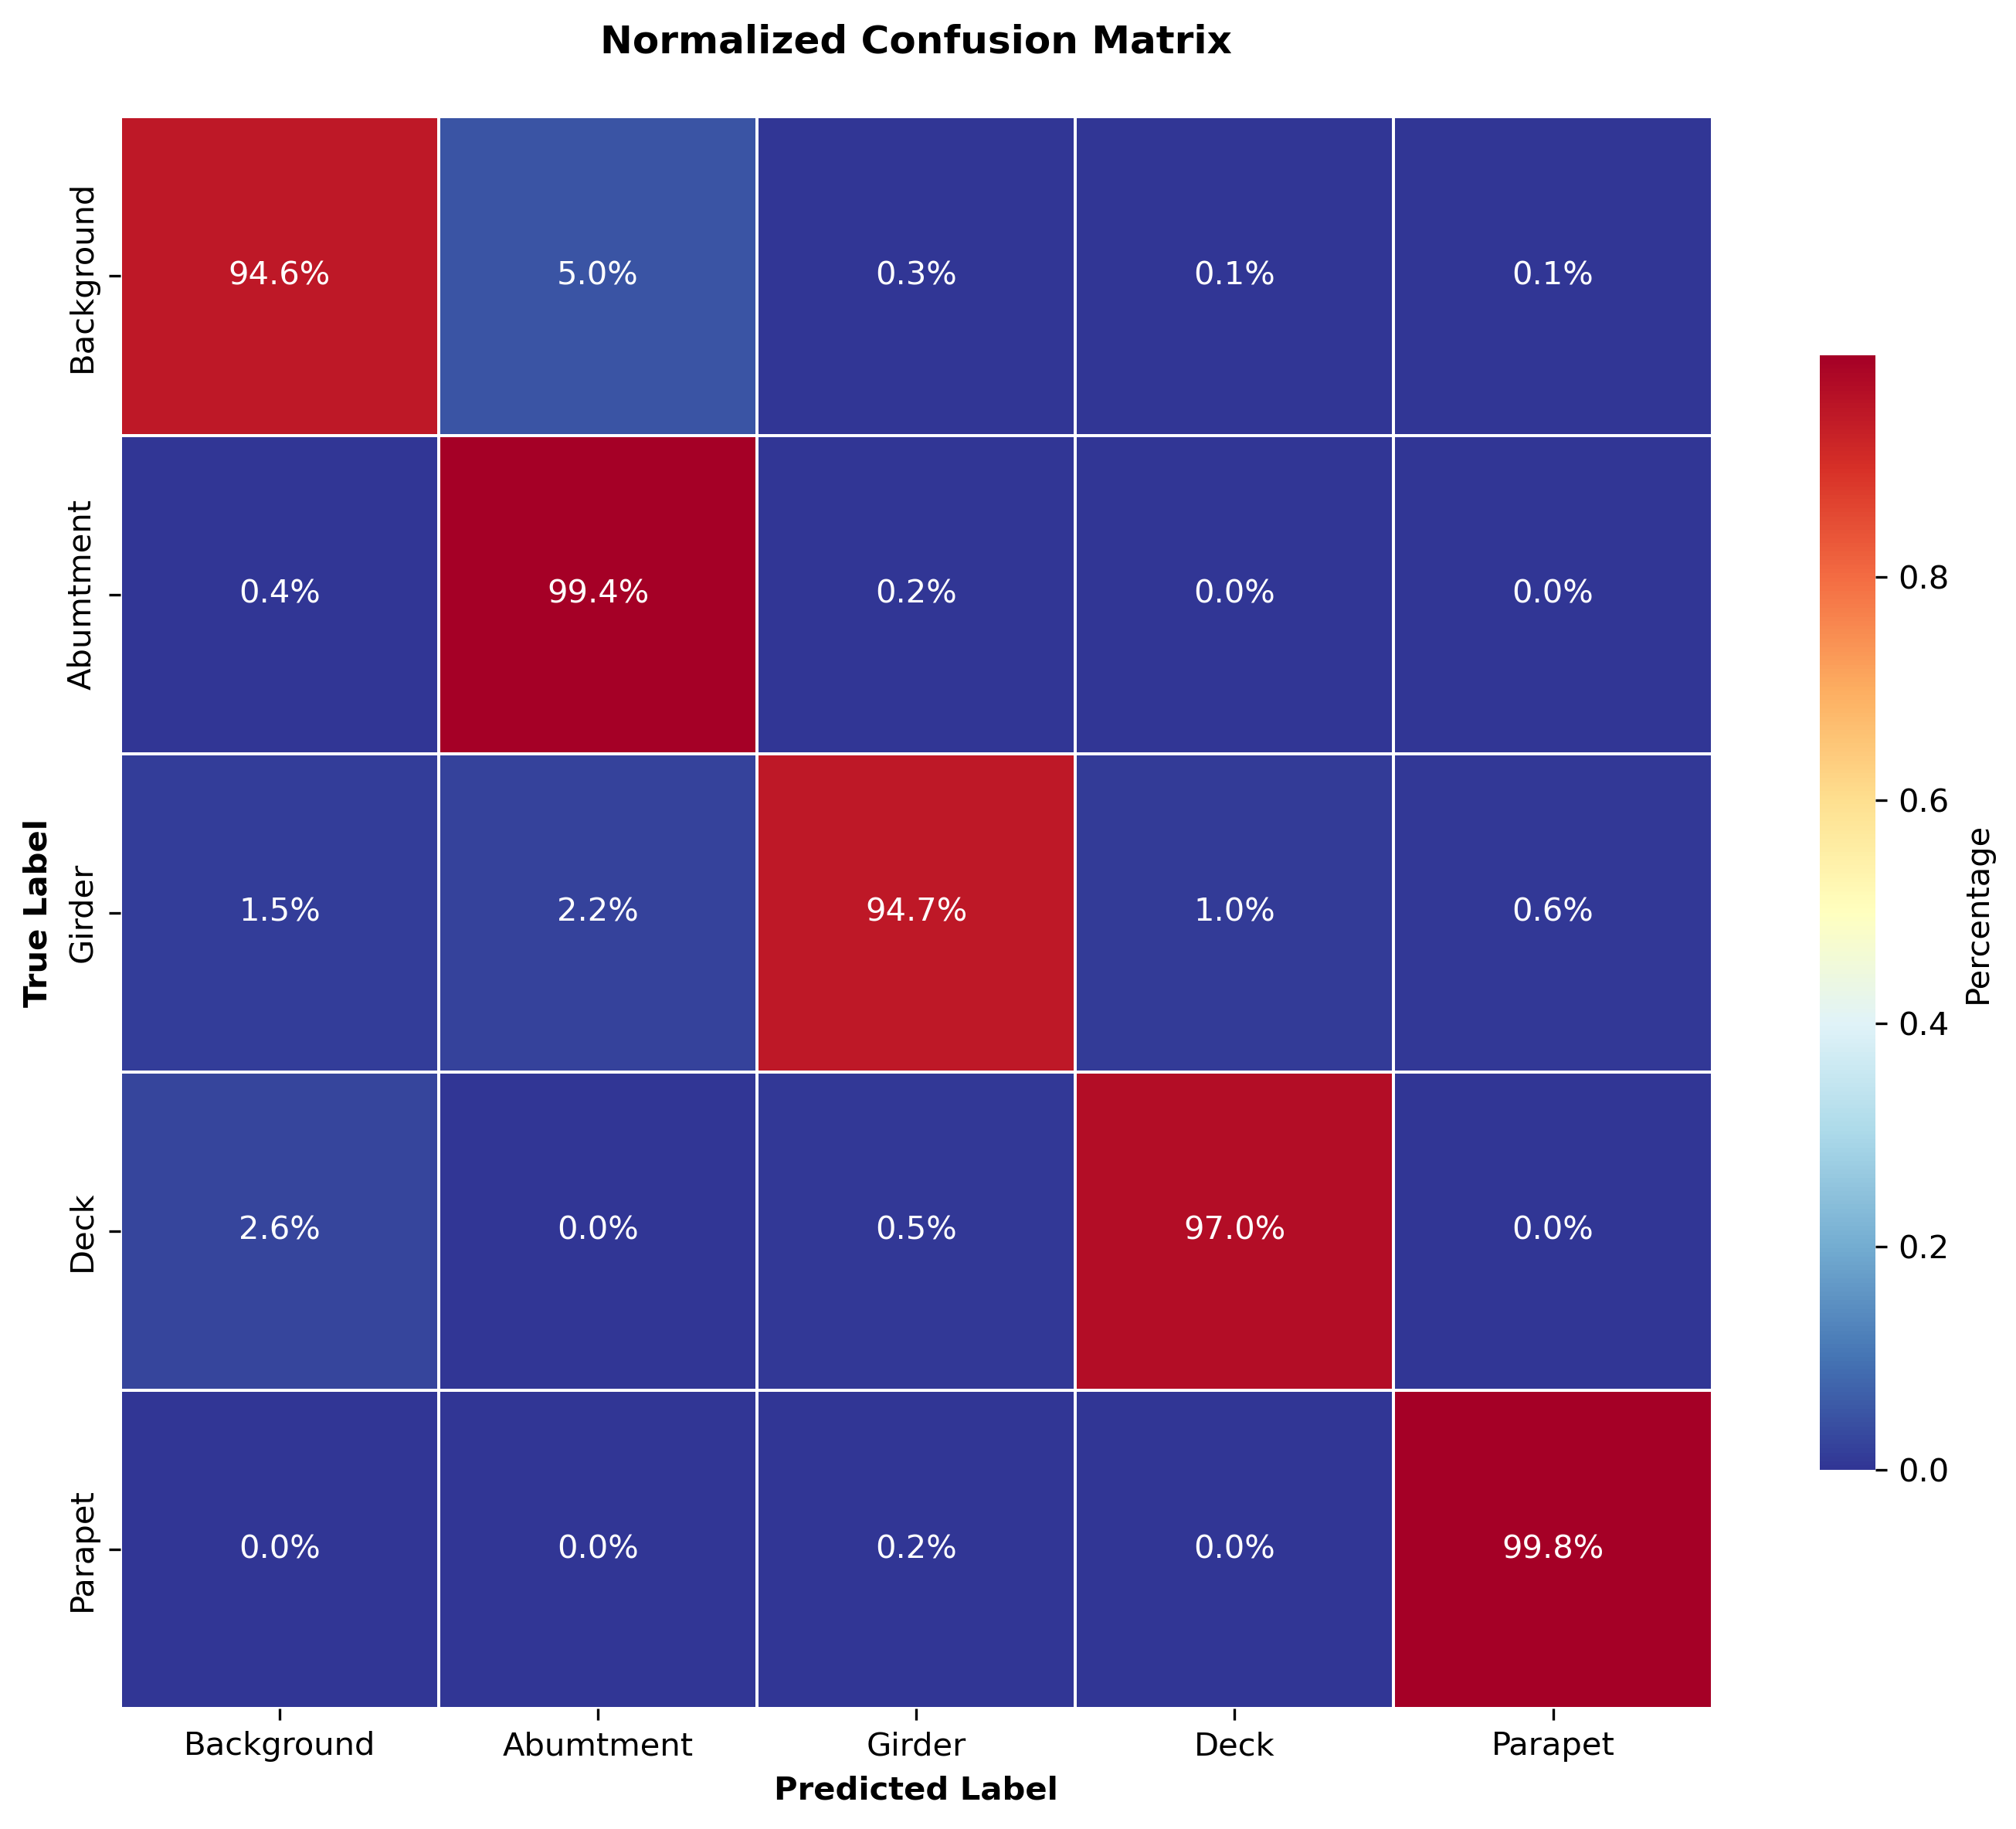 Normalized Confusion Matrix
True Label
Background
94.6% 5.0% 0.3% 0.1% 0.1%
Abumtment
0.4% 99.4% 0.2% 0.0% 0.0%
Girder
1.5% 2.2% 94.7% 1.0% 0.6%
Deck
2.6% 0.0% 0.5% 97.0% 0.0%
Parapet
0.0% 0.0% 0.2% 0.0% 99.8%
Background Abumtment Girder Deck Parapet
Predicted Label
0.8
0.6
0.4
0.2
0.0
Percentage